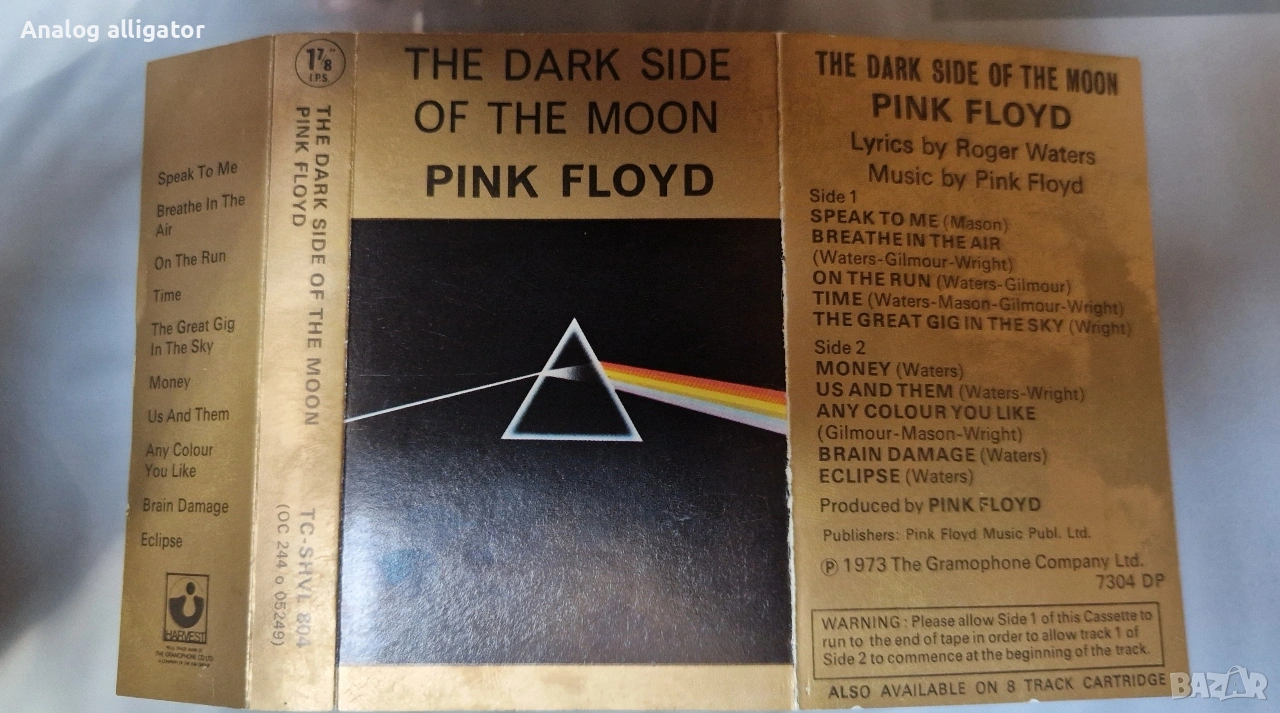 Analog alligator
Speak To Me
Breathe In The
Air
On The Run
Time
The Great Gig
In The Sky
Money
Us And Them
Any Colour
You Like
Brain Damage
Eclipse
HARVEST
THE GRAMOPHONE CO LTD
1 7/8
I.P.S.
THE DARK SIDE OF THE MOON
PINK FLOYD
TC-SHVL 804
(OC 244 o 05249)
THE DARK SIDE
OF THE MOON
PINK FLOYD
THE DARK SIDE OF THE MOON
PINK FLOYD
Lyrics by Roger Waters
Music by Pink Floyd
Side 1
SPEAK TO ME (Mason)
BREATHE IN THE AIR
(Waters-Gilmour-Wright)
ON THE RUN (Waters-Gilmour)
TIME (Waters-Mason-Gilmour-Wright)
THE GREAT GIG IN THE SKY (Wright)
Side 2
MONEY (Waters)
US AND THEM (Waters-Wright)
ANY COLOUR YOU LIKE
(Gilmour-Mason-Wright)
BRAIN DAMAGE (Waters)
ECLIPSE (Waters)
Produced by PINK FLOYD
Publishers: Pink Floyd Music Publ. Ltd.
℗ 1973 The Gramophone Company Ltd.
7304 DP
WARNING: Please allow Side 1 of this Cassette to
run to the end of tape in order to allow track 1 of
Side 2 to commence at the beginning of the track.
ALSO AVAILABLE ON 8 TRACK CARTRIDGE
BAZAR